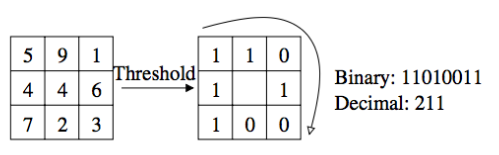 5 9 1 1 1 0
Threshold
4 4 6 1 1
7 2 3 1 0 0
Binary: 11010011
Decimal: 211